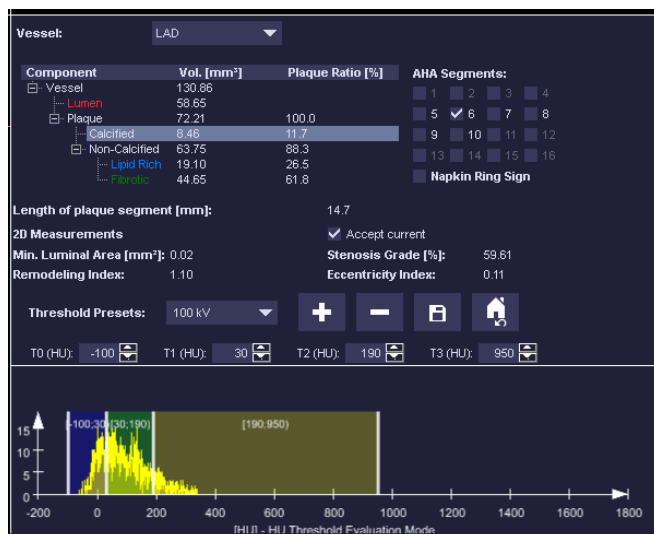 Vessel: LAD
Component Vol. [mm³] Plaque Ratio [%] AHA Segments:
Vessel 130.86 1 2 3 4
Lumen 58.65
Plaque 72.21 100.0 5 6 7 8
Calcified 8.46 11.7 9 10 11 12
Non-Calcified 63.75 88.3
Lipid Rich 19.10 26.5 13 14 15 16
Fibrotic 44.65 61.8 Napkin Ring Sign
Length of plaque segment [mm]: 14.7
2D Measurements Accept current
Min. Luminal Area [mm²]: 0.02 Stenosis Grade [%]: 59.61
Remodeling Index: 1.10 Eccentricity Index: 0.11
Threshold Presets: 100 kV
T0 (HU): -100 T1 (HU): 30 T2 (HU): 190 T3 (HU): 950
[-100;30) [30;190) [190;950)
15
10
5
0
-200 0 200 400 600 800 1000 1200 1400 1600 1800
[HU] - HU Threshold Evaluation Mode